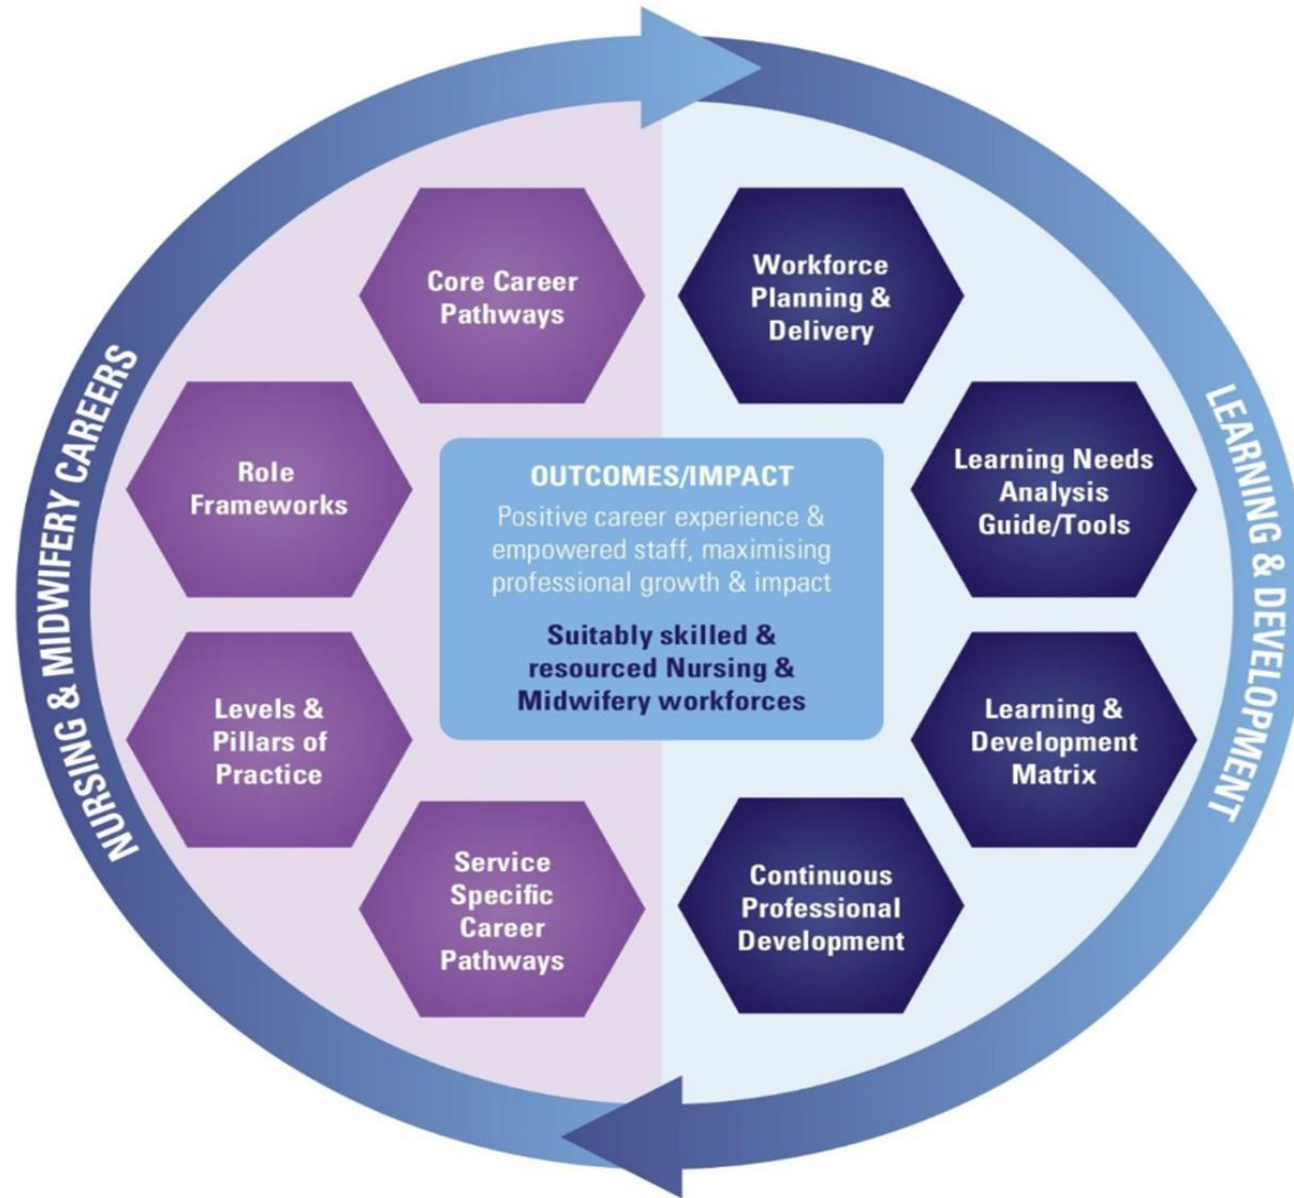 NURSING & MIDWIFERY CAREERS
Core Career
Pathways
Role
Frameworks
Levels &
Pillars of
Practice
Service
Specific
Career
Pathways
OUTCOMES/IMPACT
Positive career experience &
empowered staff, maximising
professional growth & impact
Suitably skilled &
resourced Nursing &
Midwifery workforces
Workforce
Planning &
Delivery
Learning Needs
Analysis
Guide/Tools
Learning &
Development
Matrix
Continuous
Professional
Development
LEARNING & DEVELOPMENT